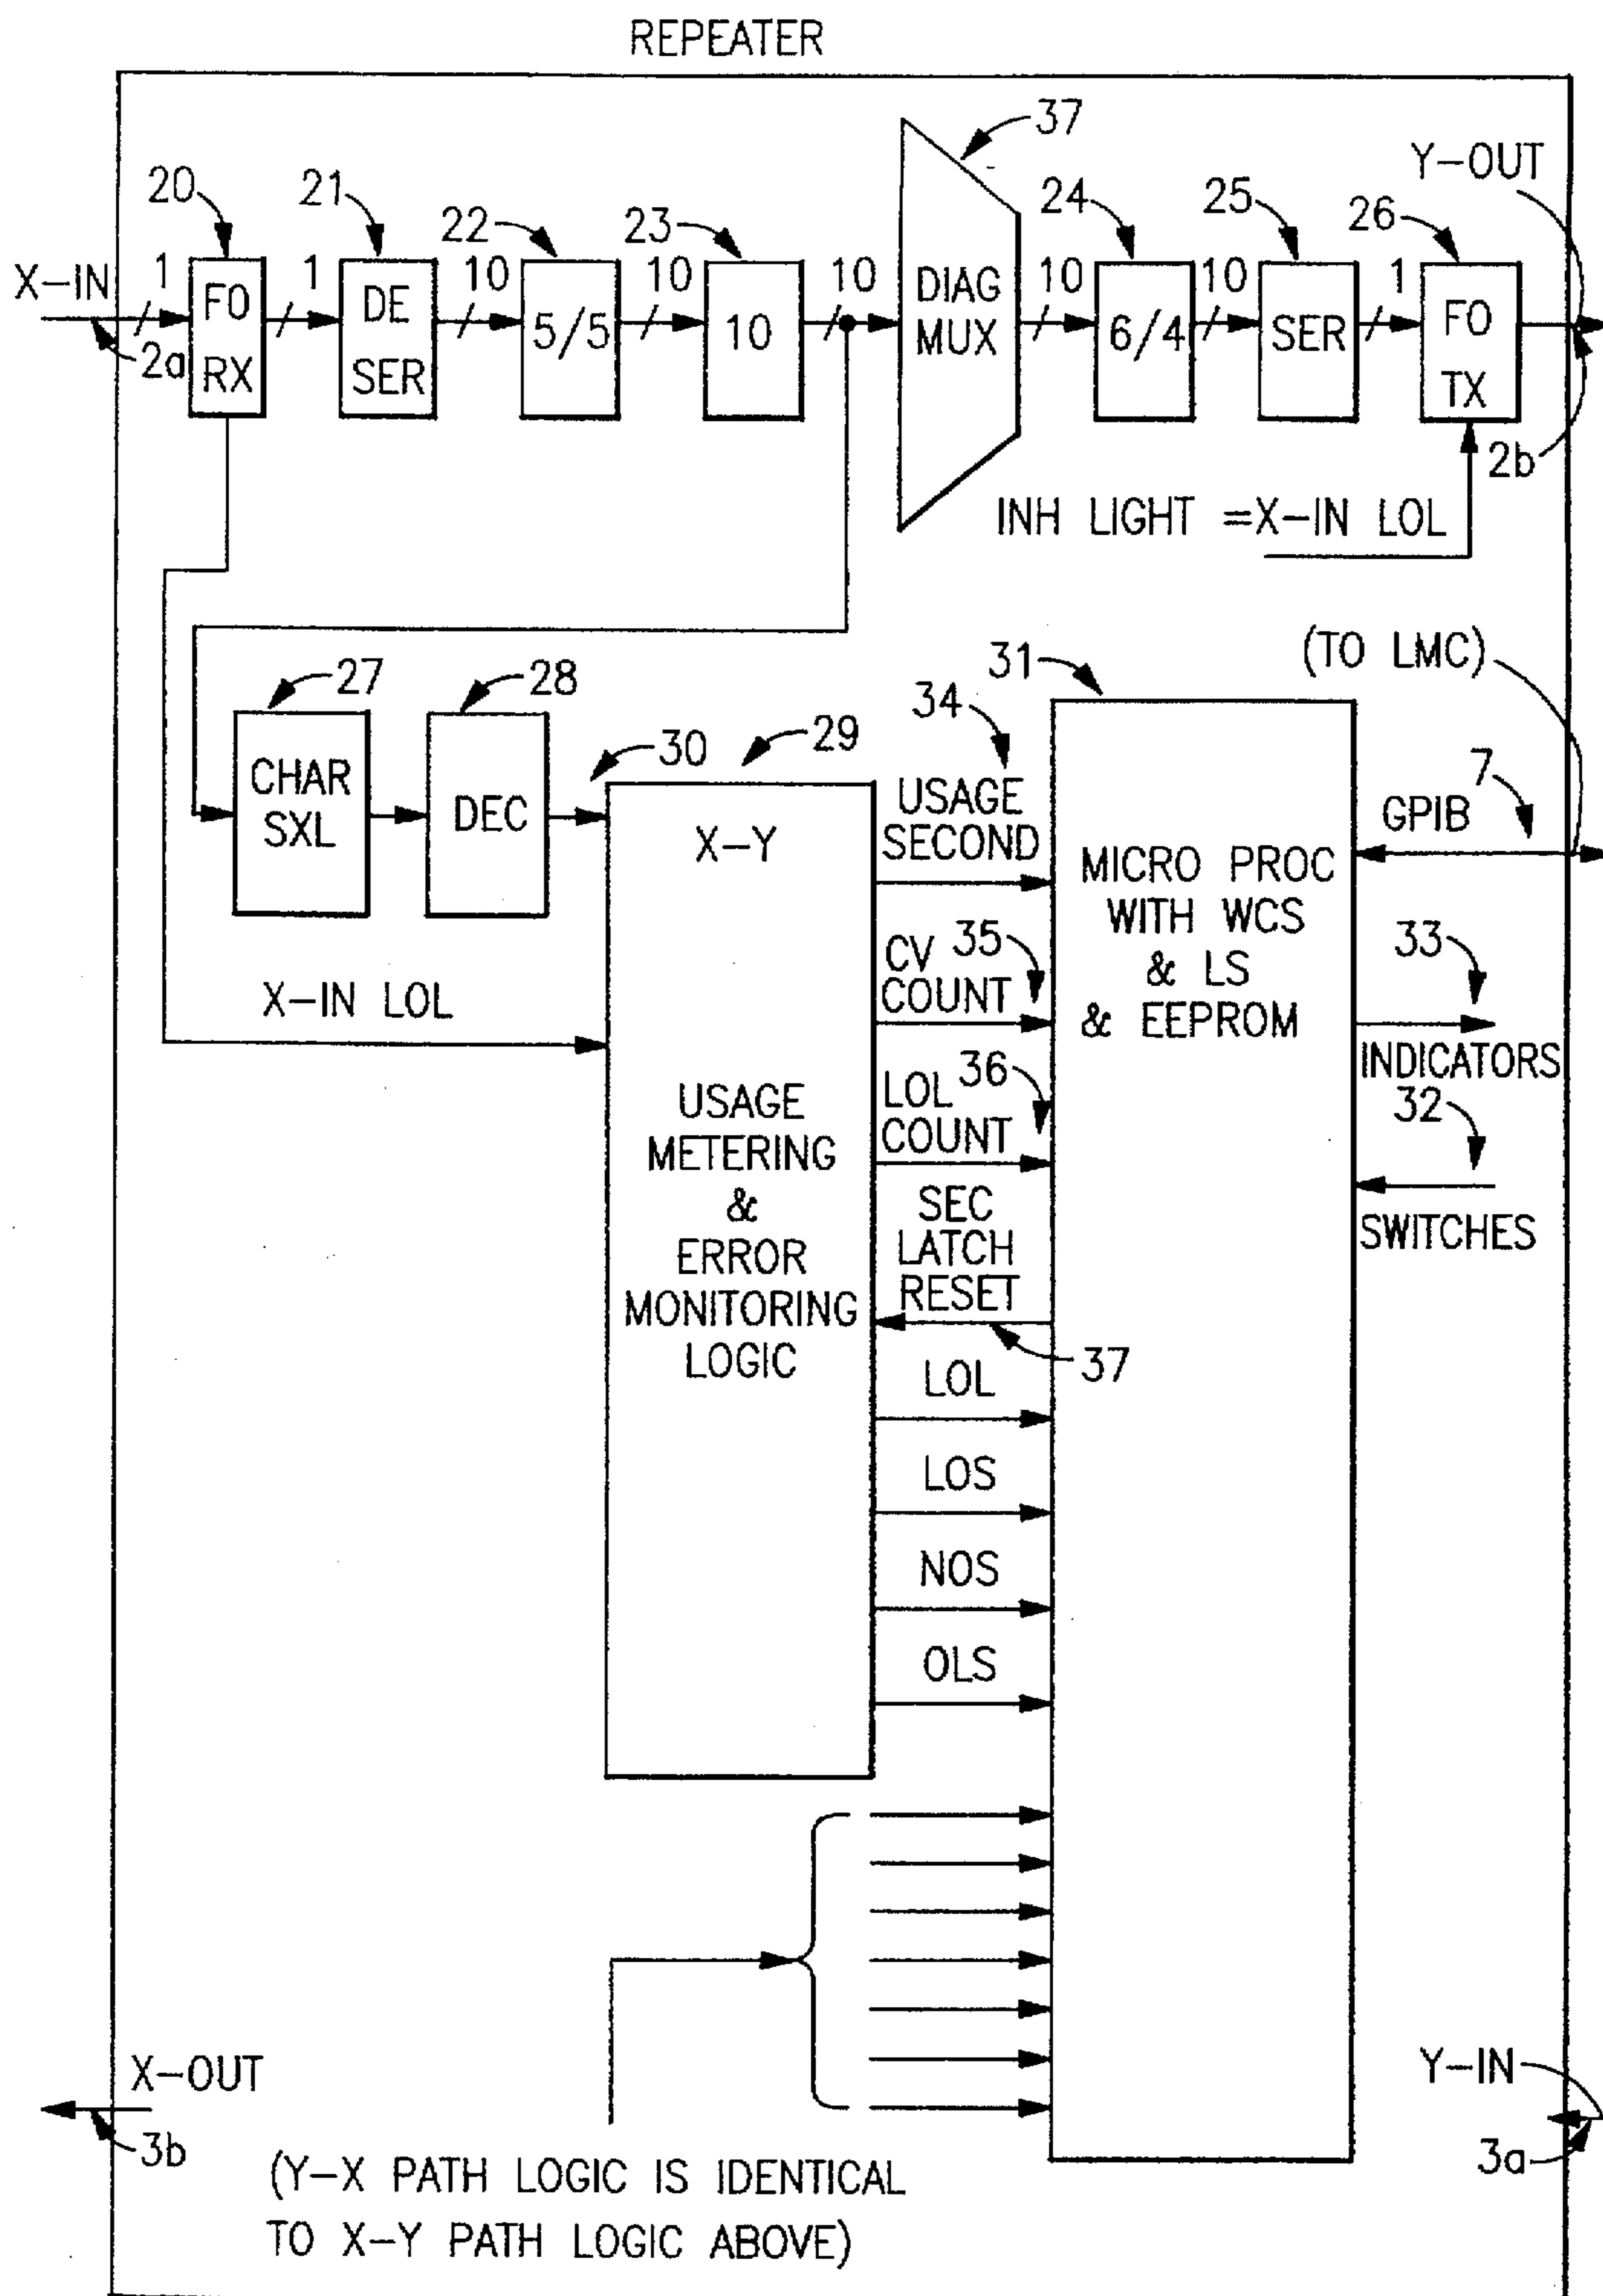 REPEATER
37
Y-OUT
20
21
22
23
24
25
26
X-IN
1
1
10
10
10
10
10
1
2a
FO
RX
DE
SER
5/5
10
DIAG
MUX
6/4
SER
FO
TX
2b
INH LIGHT =X-IN LOL
(TO LMC)
27
28
30
29
34
31
CHAR
SXL
DEC
X-Y
USAGE
SECOND
MICRO PROC
WITH WCS
& LS
& EEPROM
GPIB
7
X-IN LOL
CV
COUNT
35
33
INDICATORS
USAGE
METERING
&
ERROR
MONITORING
LOGIC
LOL
COUNT
36
32
SWITCHES
SEC
LATCH
RESET
37
LOL
LOS
NOS
OLS
X-OUT
3b
Y-IN
3a
(Y-X PATH LOGIC IS IDENTICAL
TO X-Y PATH LOGIC ABOVE)